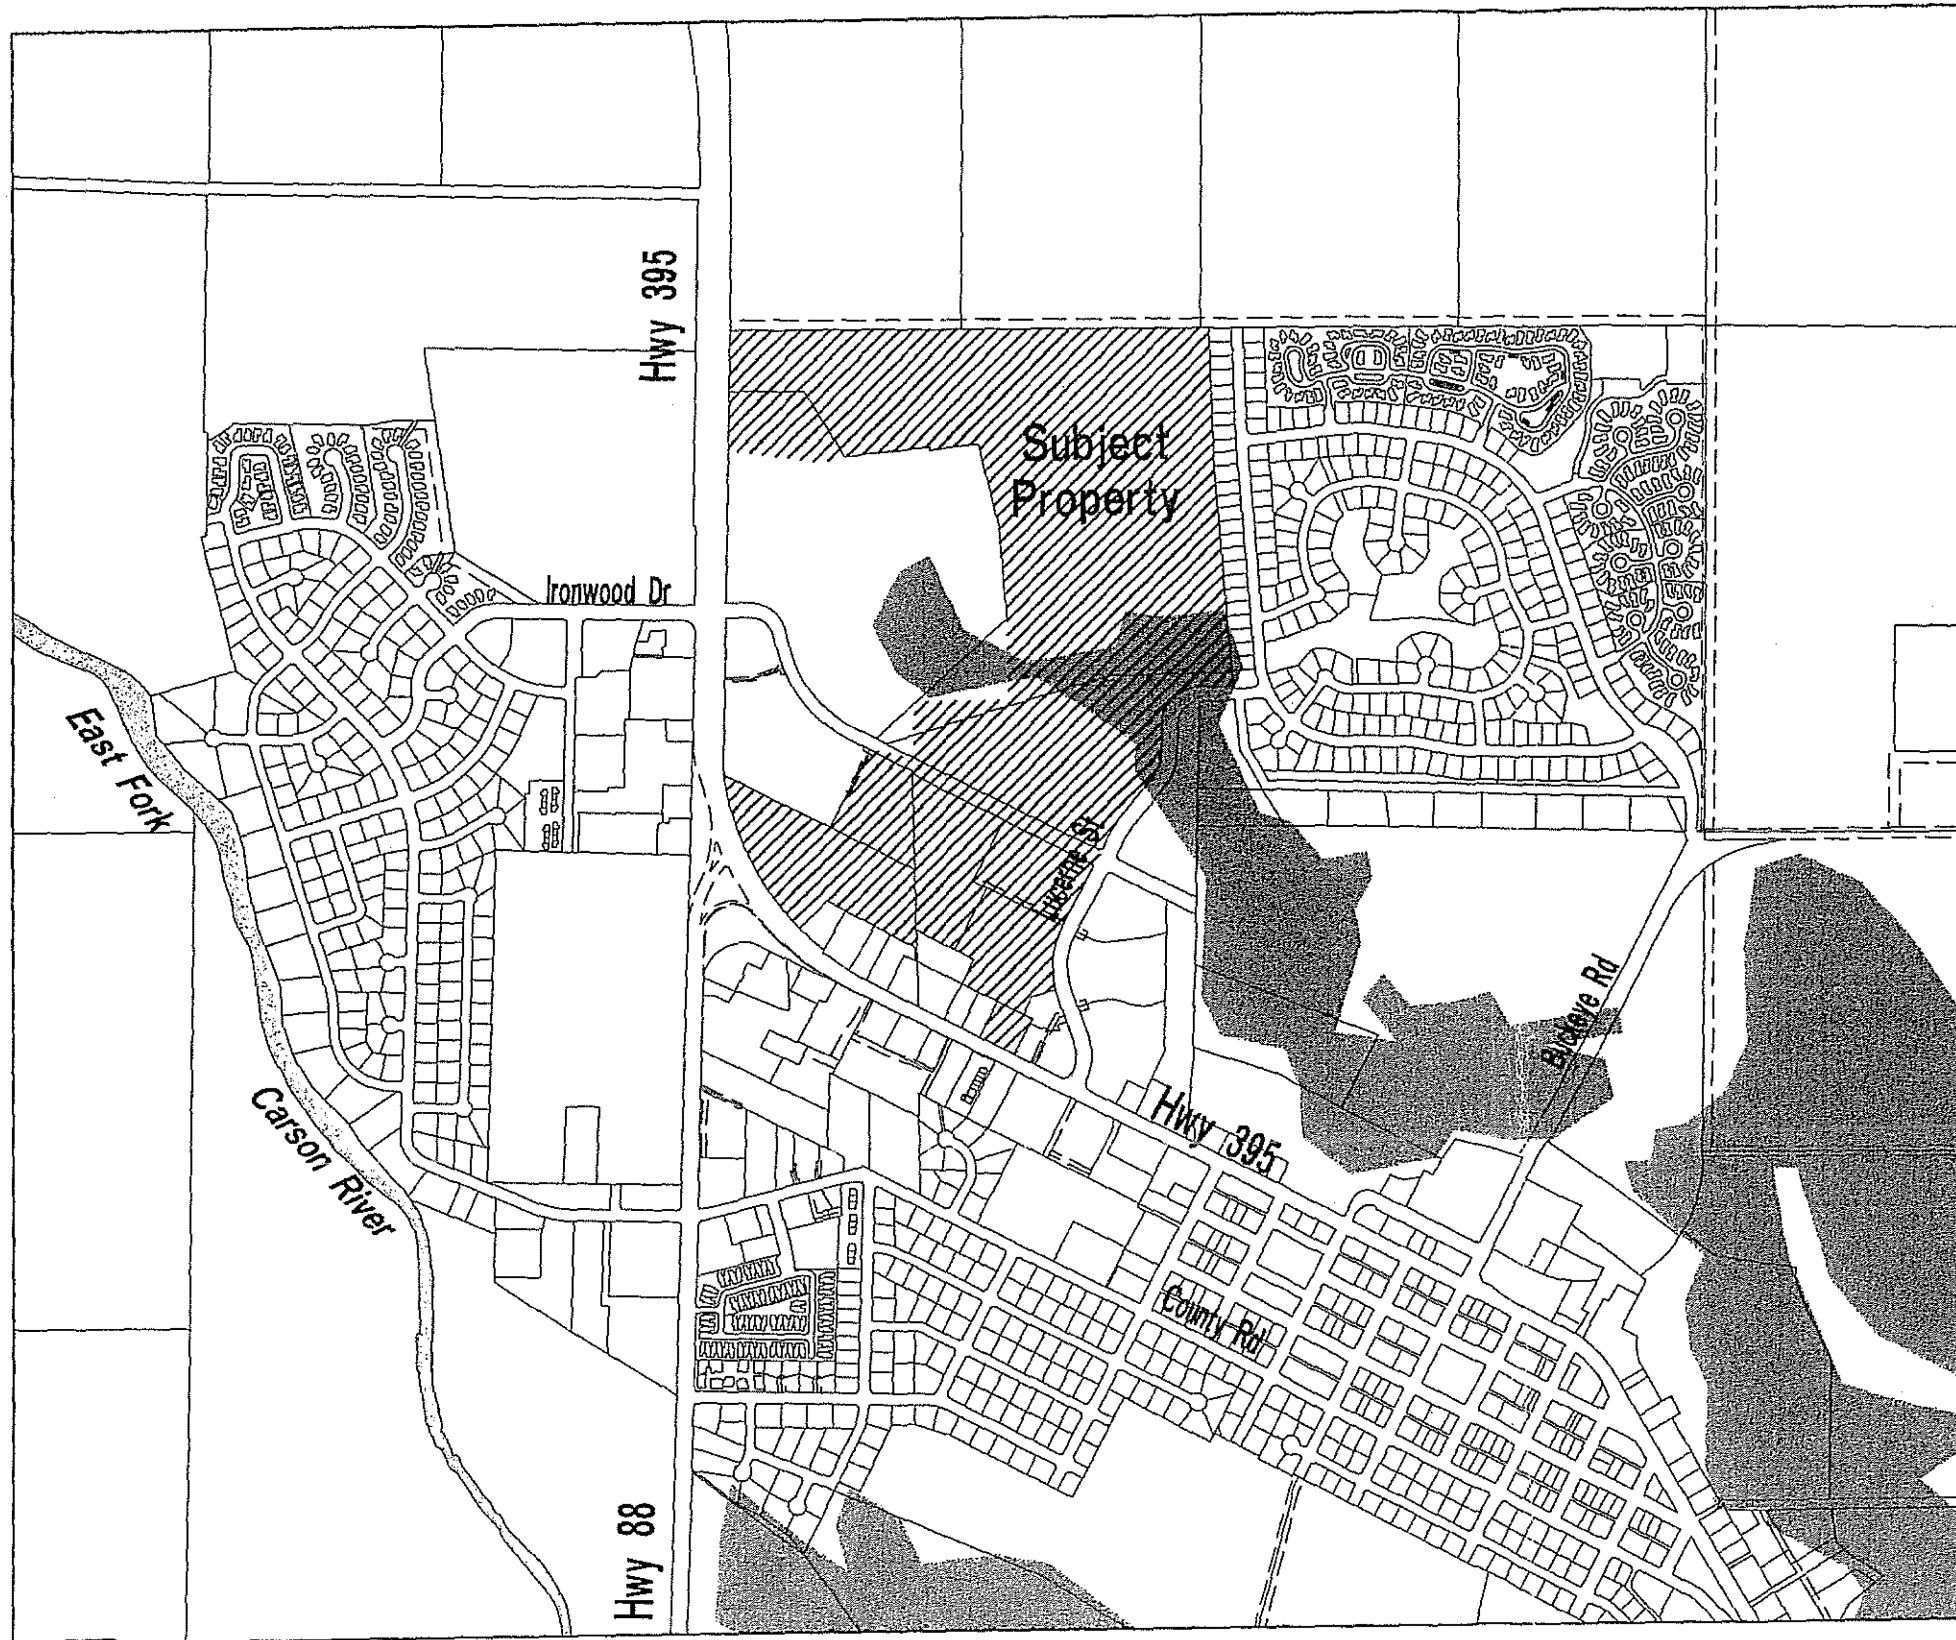 Hwy 395
Subject
Property
Ironwood Dr
East Fork
Lucerne St
Buckeye Rd
Carson River
Hwy 395
County Rd
Hwy 88